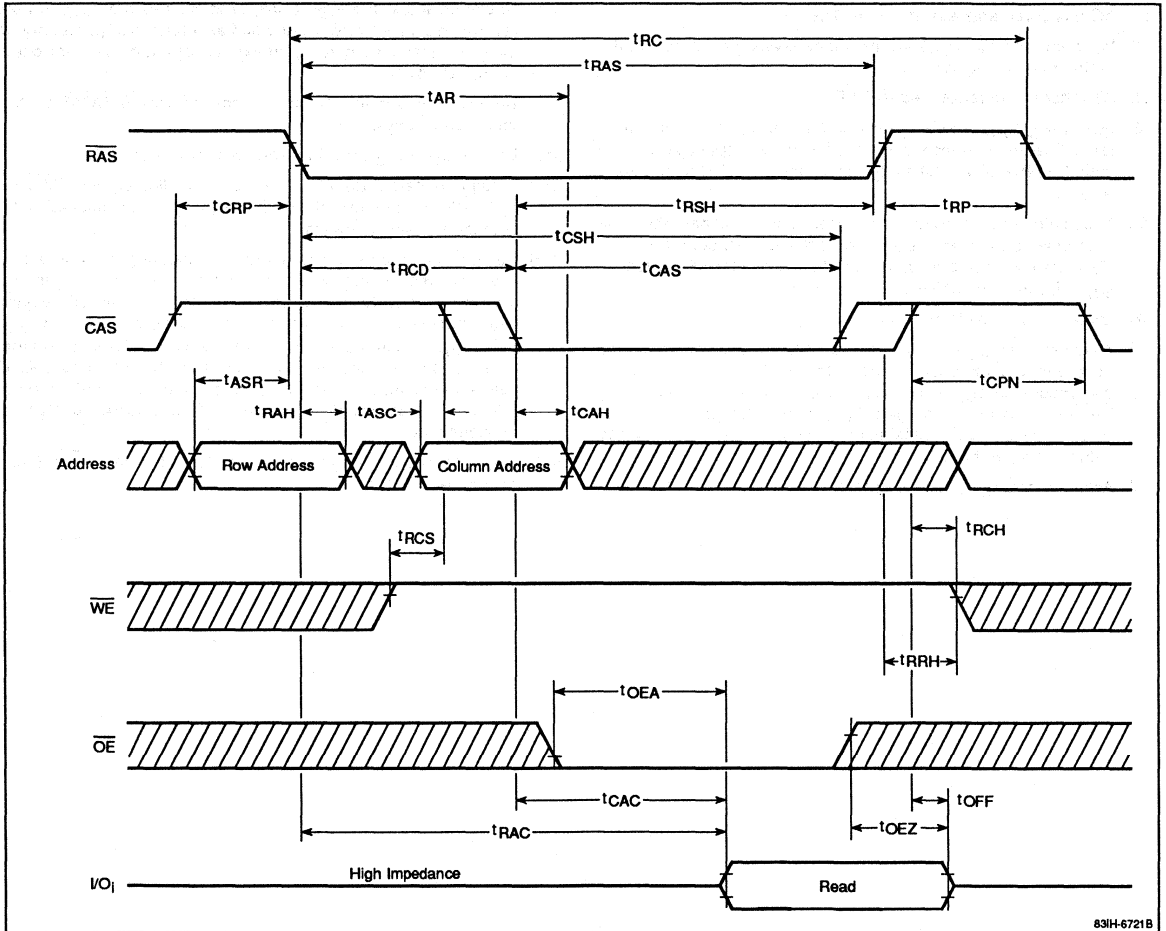 tRC
tRAS
tAR
RAS
tCRP
tRSH
tRP
tCSH
tRCD
tCAS
CAS
tASR
tCPN
tRAH
tASC
tCAH
Address
Row Address
Column Address
tRCS
tRCH
WE
tRRH
tOEA
OE
tCAC
tOFF
tRAC
tOEZ
High Impedance
I/Oi
Read
83IH-6721B